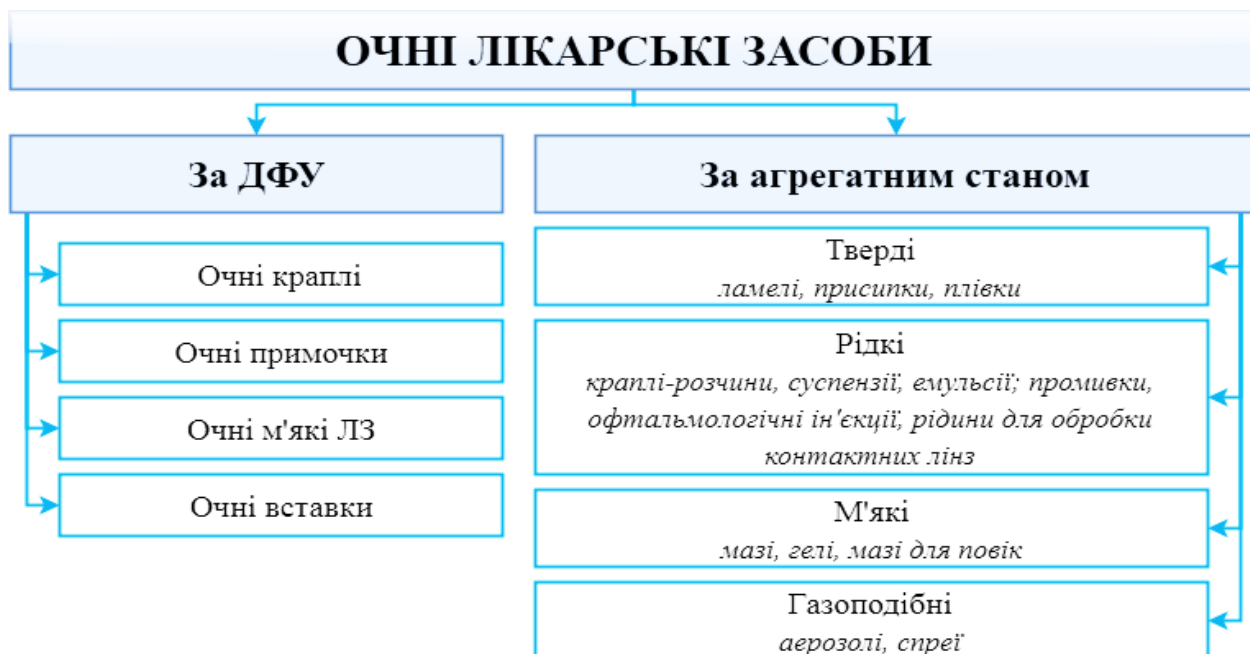 ОЧНІ ЛІКАРСЬКІ ЗАСОБИ
За ДФУ
Очні краплі
Очні примочки
Очні м'які ЛЗ
Очні вставки
За агрегатним станом
Тверді
ламелі, присипки, плівки
Рідкі
краплі-розчини, суспензії, емульсії; промивки,
офтальмологічні ін'єкції, рідини для обробки
контактних лінз
М'які
мазі, гелі, мазі для повік
Газоподібні
аерозолі, спреї